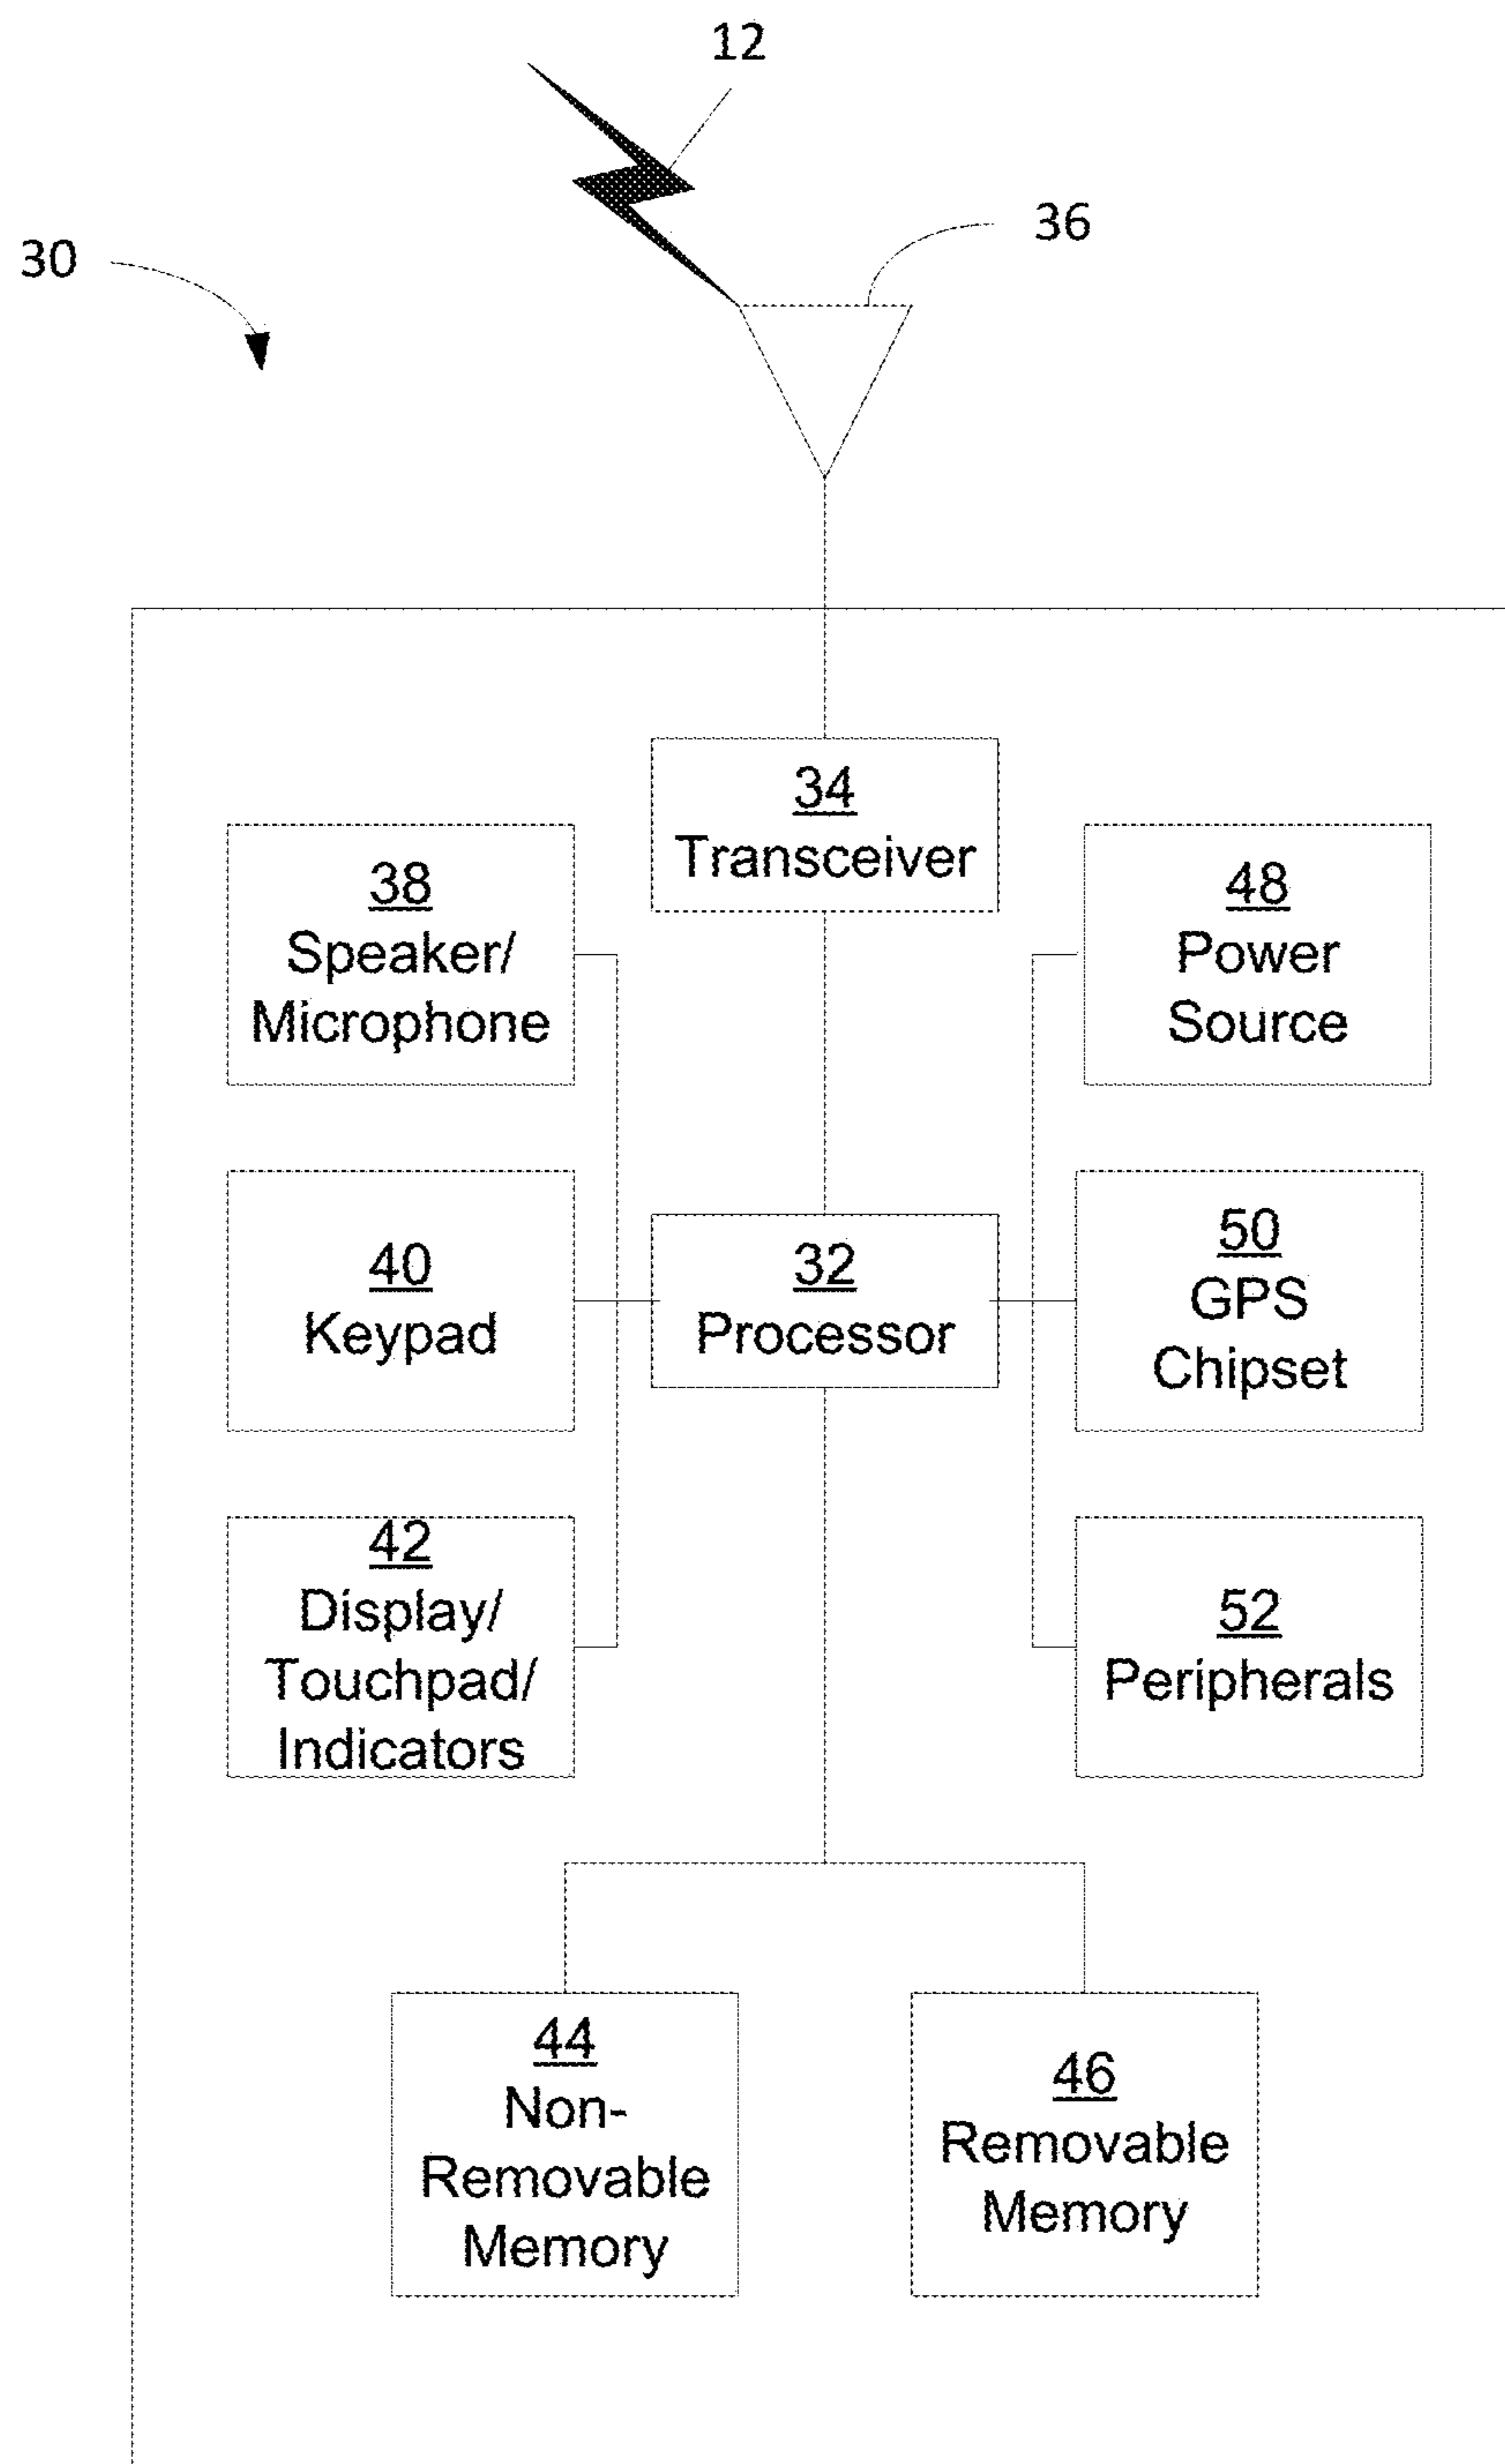 12
36
30
34
Transceiver
38
Speaker/
Microphone
48
Power
Source
40
Keypad
32
Processor
50
GPS
Chipset
42
Display/
Touchpad/
Indicators
52
Peripherals
44
Non-
Removable
Memory
46
Removable
Memory